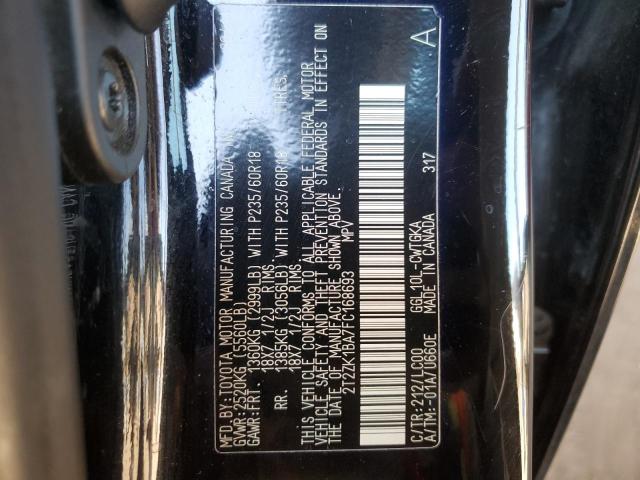 MFD.BY:TOYOTA MOTOR MANUFACTURING CANADA
GVWR:2520KG (5560LB)
GAWR:FRT. 1360KG (2999LB) WITH P235/60R18
18X7 1/2J RIMS
RR. 1385KG (3056LB) WITH P235/60R18 TIRES.
18X7 1/2J RIMS
THIS VEHICLE CONFORMS TO ALL APPLICABLE FEDERAL MOTOR
VEHICLE SAFETY AND THEFT PREVENTION STANDARDS IN EFFECT ON
THE DATE OF MANUFACTURE SHOWN ABOVE.
2T2ZK1BA7FC168693 MPV
A
C/TR:212/LC00 GGL10L-CWTGKA 317
A/TM:-01A/U660E MADE IN CANADA